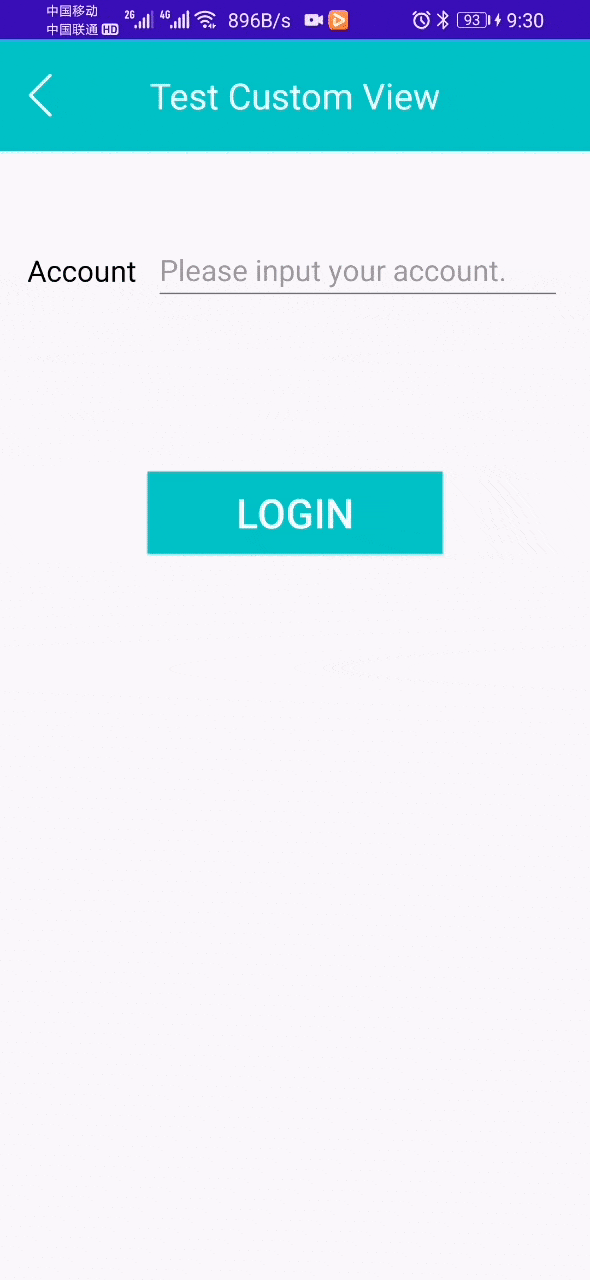 中国移动
中国联通 HD 2G 4G 896B/s 93 9:30
Test Custom View
Account Please input your account.
LOGIN